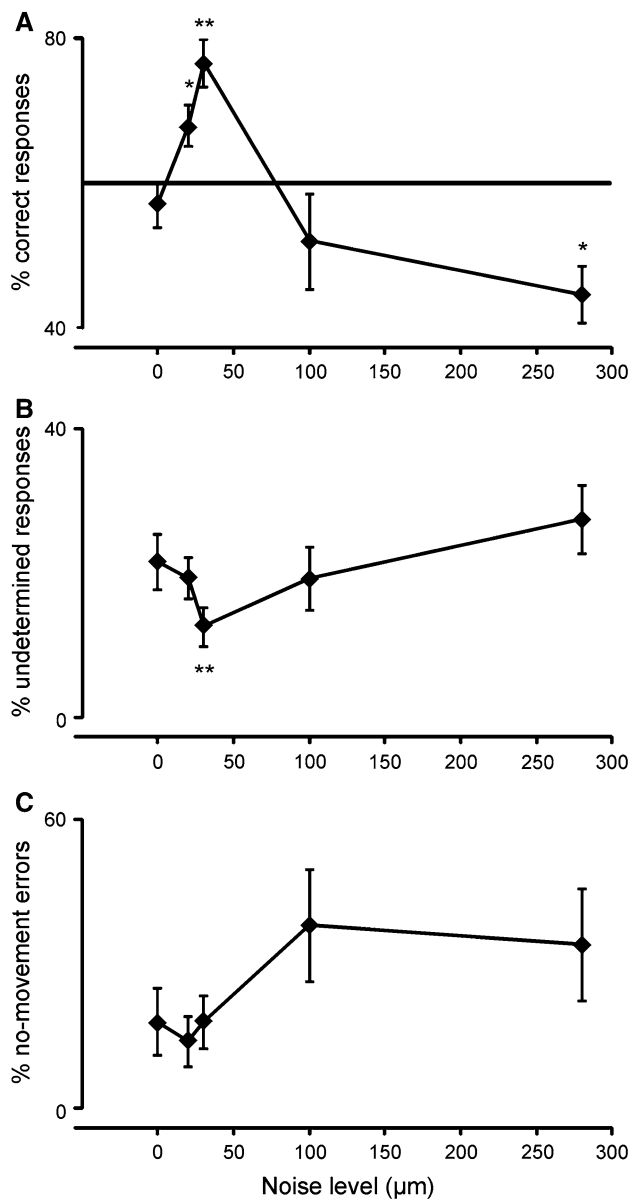 A
80
**
*
% correct responses
*
40
0 50 100 150 200 250 300
B
40
% undetermined responses
**
0
0 50 100 150 200 250 300
C
60
% no-movement errors
0
0 50 100 150 200 250 300
Noise level (µm)